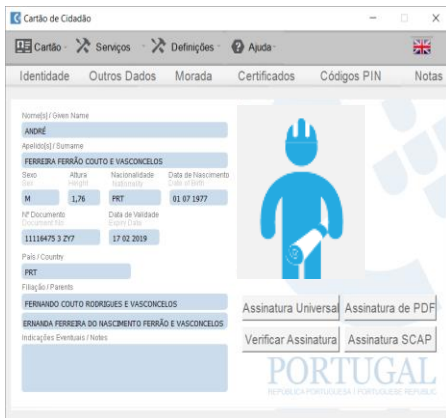 Cartão de Cidadão
Cartão Serviços Definições Ajuda
Identidade Outros Dados Morada Certificados Códigos PIN Notas
Nome[s] / Given Name
ANDRÉ
Apelido[s] / Surname
FERREIRA FERRÃO COUTO E VASCONCELOS
Sexo Altura Nacionalidade Data de Nascimento
Sex Height Nationality Date of Birth
M 1,76 PRT 01 07 1977
Nº Documento Data de Validade
Document No Expiry Date
11116475 3 ZY7 17 02 2019
País / Country
PRT
Filiação / Parents
FERNANDO COUTO RODRIGUES E VASCONCELOS
ERNANDA FERREIRA DO NASCIMENTO FERRÃO E VASCONCELOS
Indicações Eventuais / Notes
Assinatura Universal Assinatura de PDF
Verificar Assinatura Assinatura SCAP
PORTUGAL
REPÚBLICA PORTUGUESA / PORTUGUESE REPUBLIC